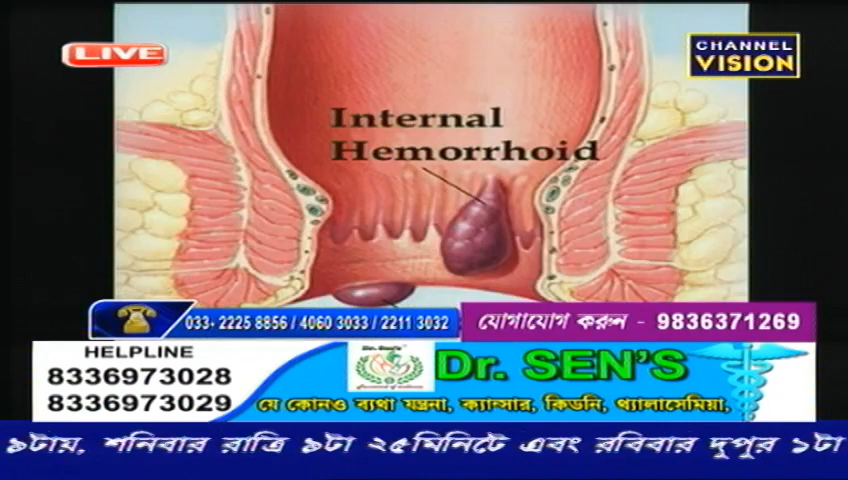 LIVE
CHANNEL
VISION
Internal
Hemorrhoid
033- 2225 8856 / 4060 3033 / 2211 3032
যোগাযোগ করুন - 9836371269
HELPLINE
8336973028
8336973029
Dr. SEN'S
যে কোনও ব্যথা যন্ত্রনা, ক্যান্সার, কিডনি, থ্যালাসেমিয়া,
৯টায়, শনিবার রাত্রি ৯টা ২৫মিনিটে এবং রবিবার দুপুর ১টা